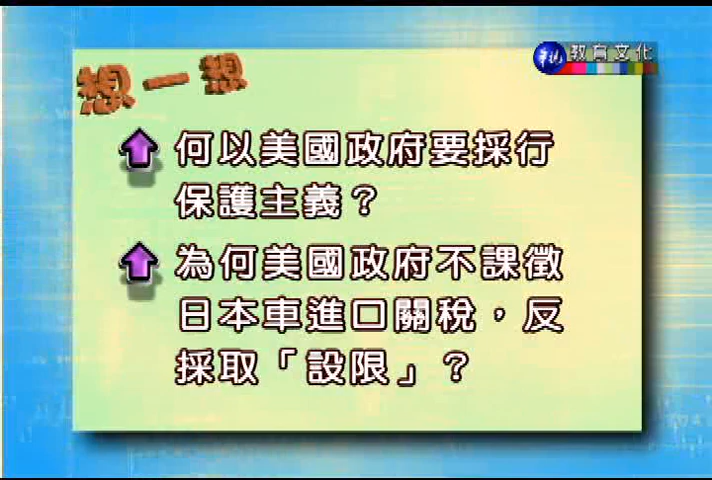 想一想
華視 教育文化
何以美國政府要採行
保護主義？
為何美國政府不課徵
日本車進口關稅，反
採取「設限」？